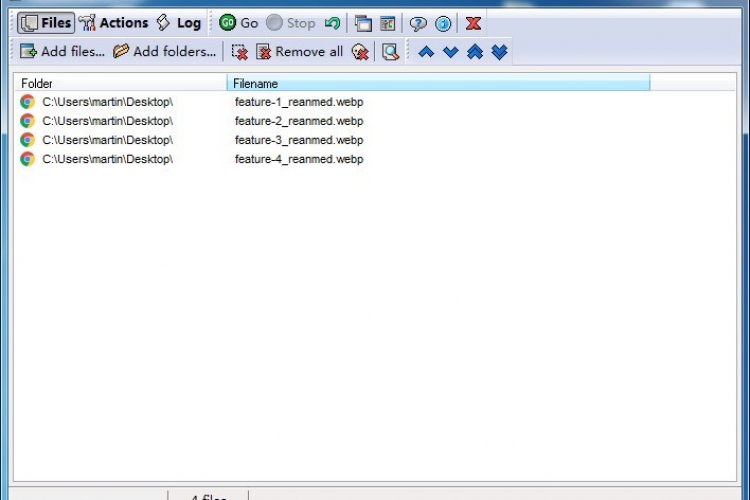 Files Actions Log Go Go Stop
Add files... Add folders... Remove all
Folder Filename
C:\Users\martin\Desktop\ feature-1_reanmed.webp
C:\Users\martin\Desktop\ feature-2_reanmed.webp
C:\Users\martin\Desktop\ feature-3_reanmed.webp
C:\Users\martin\Desktop\ feature-4_reanmed.webp
4 files